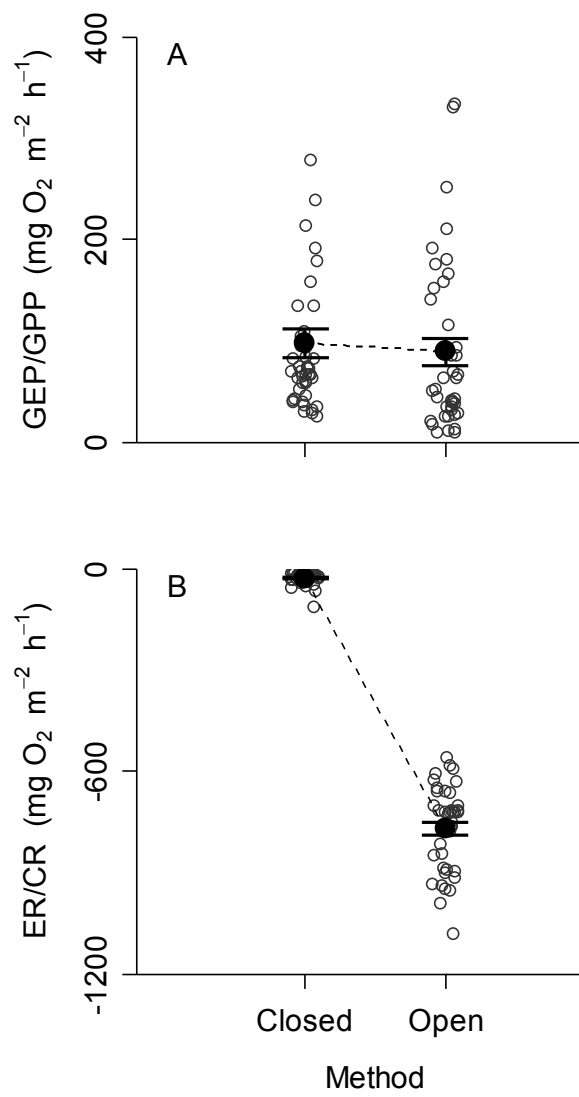 A
GEP/GPP (mg O₂ m⁻² h⁻¹)
400
200
0
B
ER/CR (mg O₂ m⁻² h⁻¹)
0
-600
-1200
Closed Open
Method